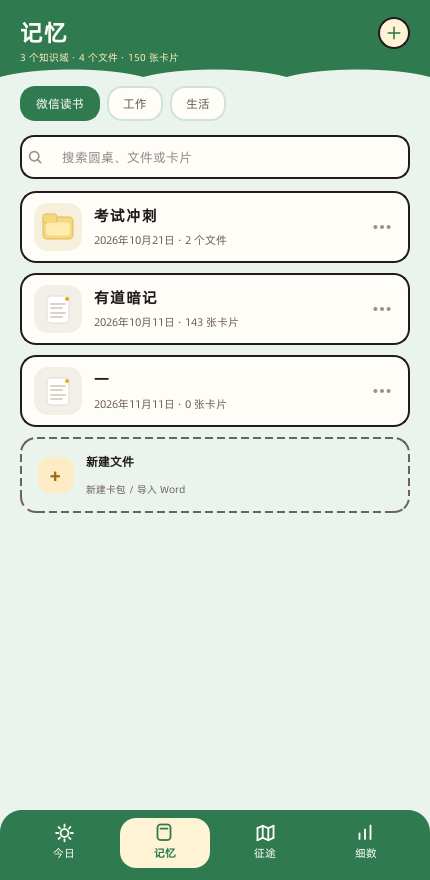 记忆
3 个知识域 · 4 个文件 · 150 张卡片
微信读书
工作
生活
搜索圆桌、文件或卡片
考试冲刺
2026年10月21日 · 2 个文件
有道暗记
2026年10月11日 · 143 张卡片
一
2026年11月11日 · 0 张卡片
新建文件
新建卡包 / 导入 Word
今日
记忆
征途
细数